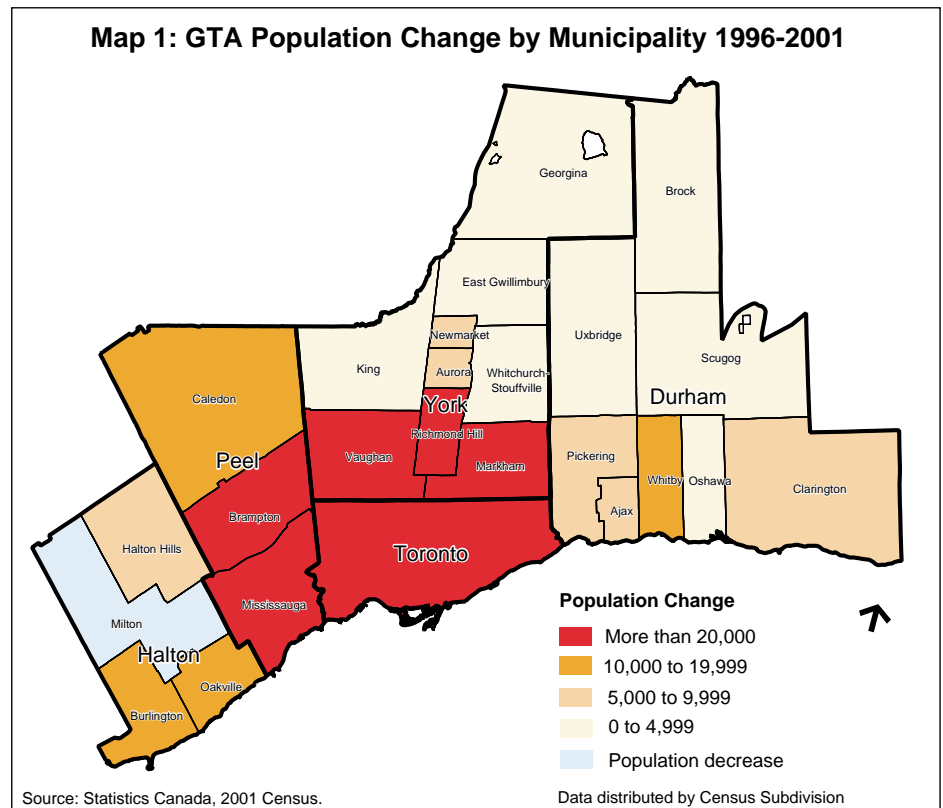 Map 1: GTA Population Change by Municipality 1996-2001
Georgina
Brock
East Gwillimbury
Newmarket
Uxbridge
King
Aurora
Whitchurch-
Stouffville
Scugog
Caledon
York
Durham
Richmond Hill
Peel
Vaughan
Markham
Pickering
Whitby
Oshawa
Clarington
Brampton
Ajax
Halton Hills
Toronto
Mississauga
Milton
Halton
Oakville
Burlington
Population Change
More than 20,000
10,000 to 19,999
5,000 to 9,999
0 to 4,999
Population decrease
Source: Statistics Canada, 2001 Census.
Data distributed by Census Subdivision